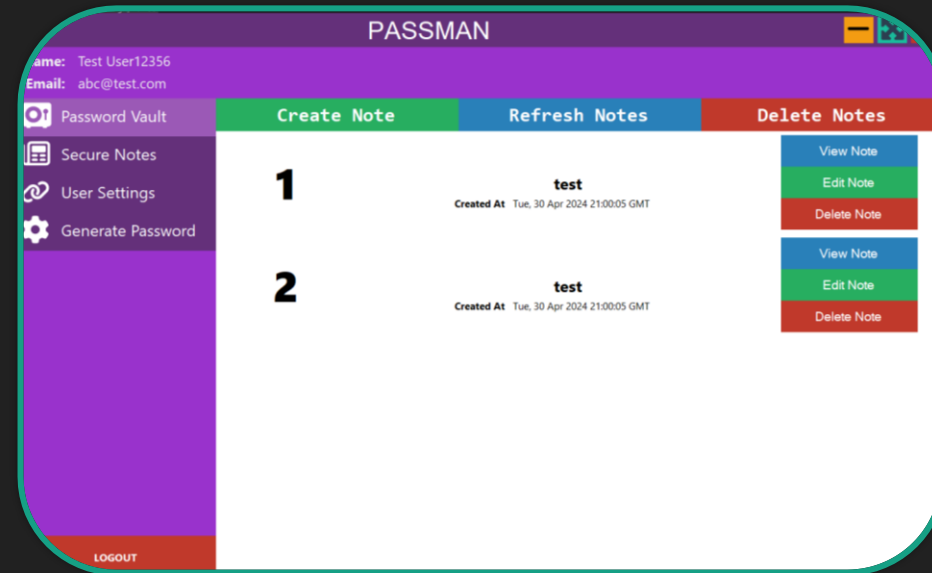 PASSMAN
ame: Test User12356
Email: abc@test.com
Password Vault
Secure Notes
User Settings
Generate Password
LOGOUT
Create Note Refresh Notes Delete Notes
1
test
Created At Tue, 30 Apr 2024 21:00:05 GMT
View Note
Edit Note
Delete Note
2
test
Created At Tue, 30 Apr 2024 21:00:05 GMT
View Note
Edit Note
Delete Note